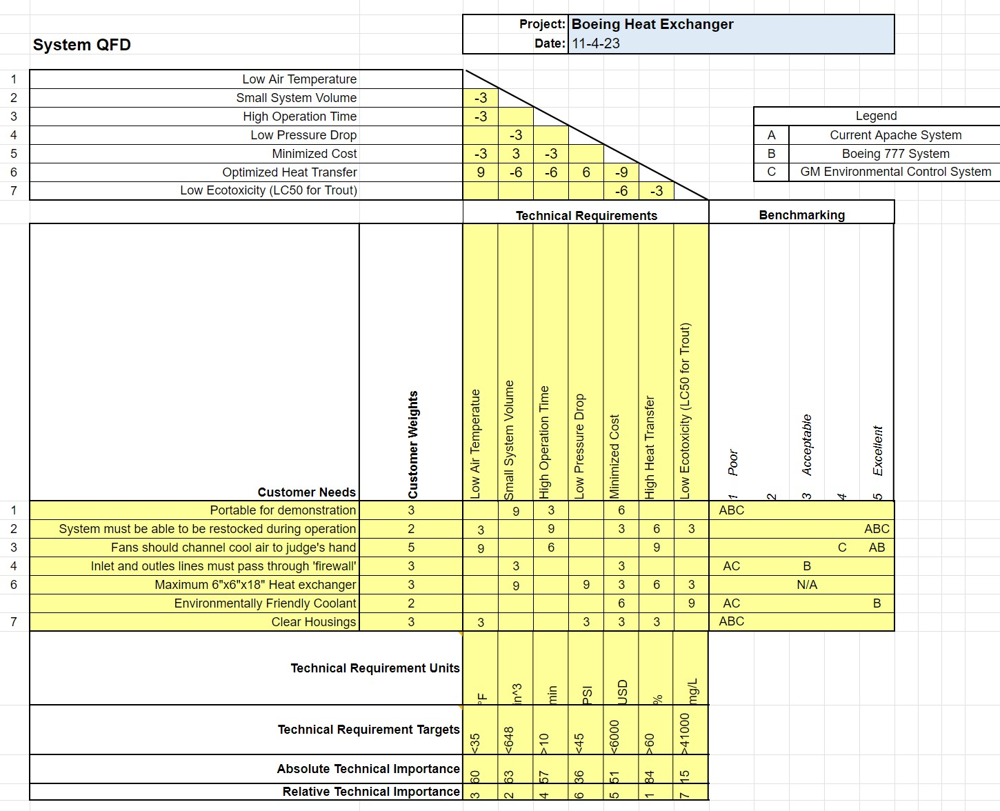 Project: Boeing Heat Exchanger
System QFD
Date: 11-4-23
1 Low Air Temperature
2 Small System Volume -3
3 High Operation Time -3
Legend
4 Low Pressure Drop -3
A Current Apache System
5 Minimized Cost -3 3 -3
B Boeing 777 System
6 Optimized Heat Transfer 9 -6 -6 6 -9
C GM Environmental Control System
7 Low Ecotoxicity (LC50 for Trout) -6 -3
Technical Requirements Benchmarking
Customer Needs
Customer Weights
Low Air Temperatue
Small System Volume
High Operation Time
Low Pressure Drop
Minimized Cost
High Heat Transfer
Low Ecotoxicity (LC50 for Trout)
1 Poor
2
3 Acceptable
4
5 Excellent
1 Portable for demonstration 3 9 3 6 ABC
2 System must be able to be restocked during operation 2 3 9 3 6 3 ABC
3 Fans should channel cool air to judge's hand 5 9 6 9 C AB
4 Inlet and outles lines must pass through 'firewall' 3 3 3 AC B
6 Maximum 6"x6"x18" Heat exchanger 3 9 9 3 6 3 N/A
Environmentally Friendly Coolant 2 6 9 AC B
7 Clear Housings 3 3 3 3 3 ABC
Technical Requirement Units °F in^3 min PSI USD % mg/L
Technical Requirement Targets <35 <648 >10 <45 <6000 >60 >41000
Absolute Technical Importance 60 63 57 36 51 84 15
Relative Technical Importance 3 2 4 6 5 1 7